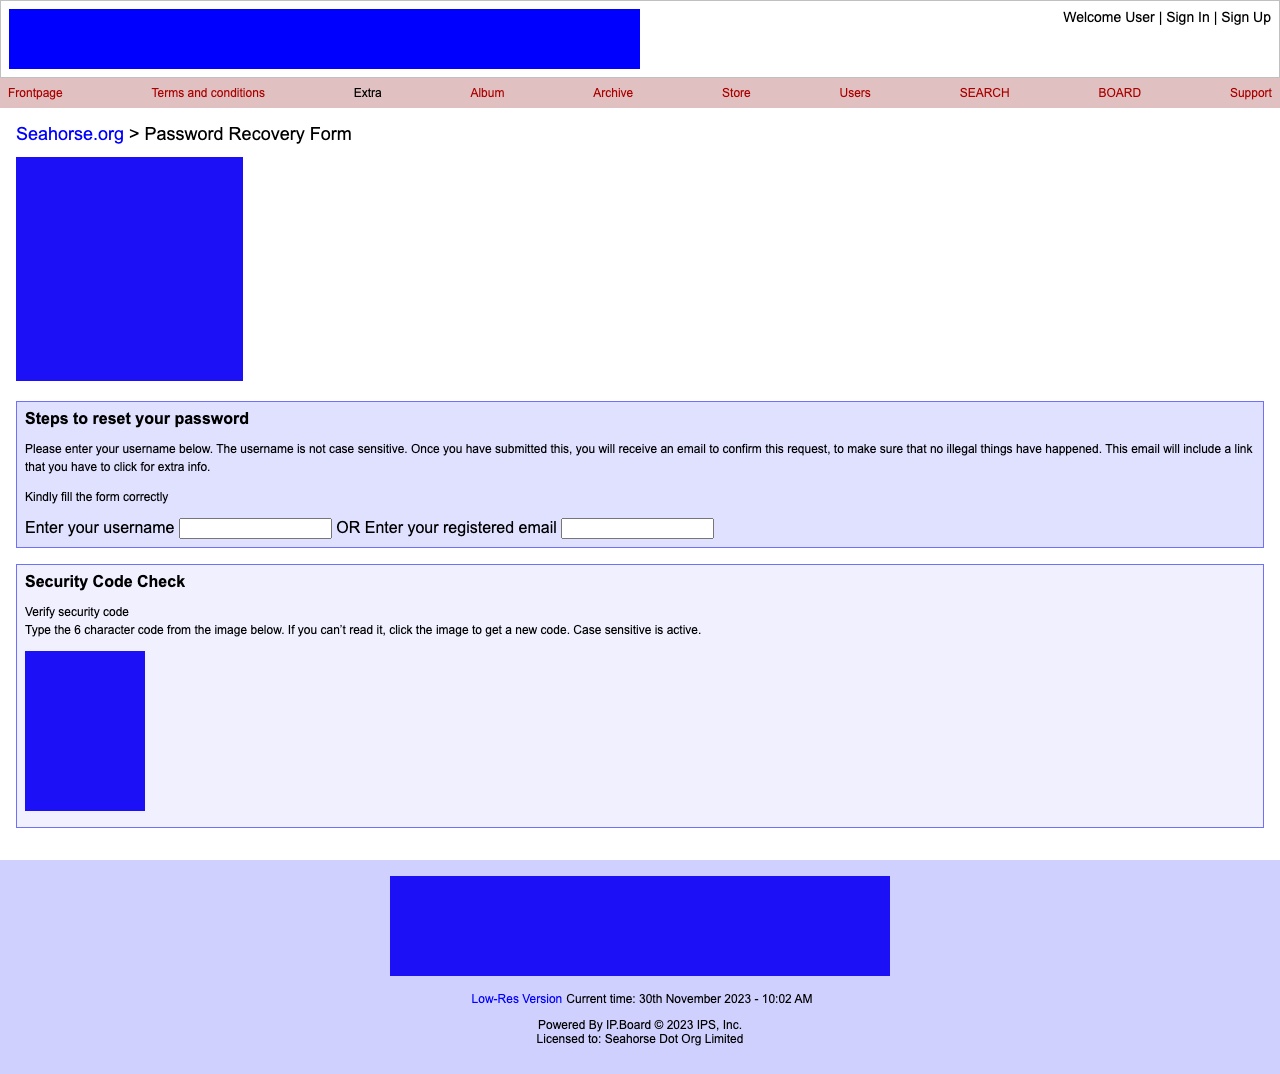 Welcome User | Sign In | Sign Up
Frontpage Terms and conditions Extra Album Archive Store Users SEARCH BOARD Support
Seahorse.org > Password Recovery Form
Steps to reset your password
Please enter your username below. The username is not case sensitive. Once you have submitted this, you will receive an email to confirm this request, to make sure that no illegal things have happened. This email will include a link
that you have to click for extra info.
Kindly fill the form correctly
Enter your username OR Enter your registered email
Security Code Check
Verify security code
Type the 6 character code from the image below. If you can’t read it, click the image to get a new code. Case sensitive is active.
Low-Res Version Current time: 30th November 2023 - 10:02 AM
Powered By IP.Board © 2023 IPS, Inc.
Licensed to: Seahorse Dot Org Limited